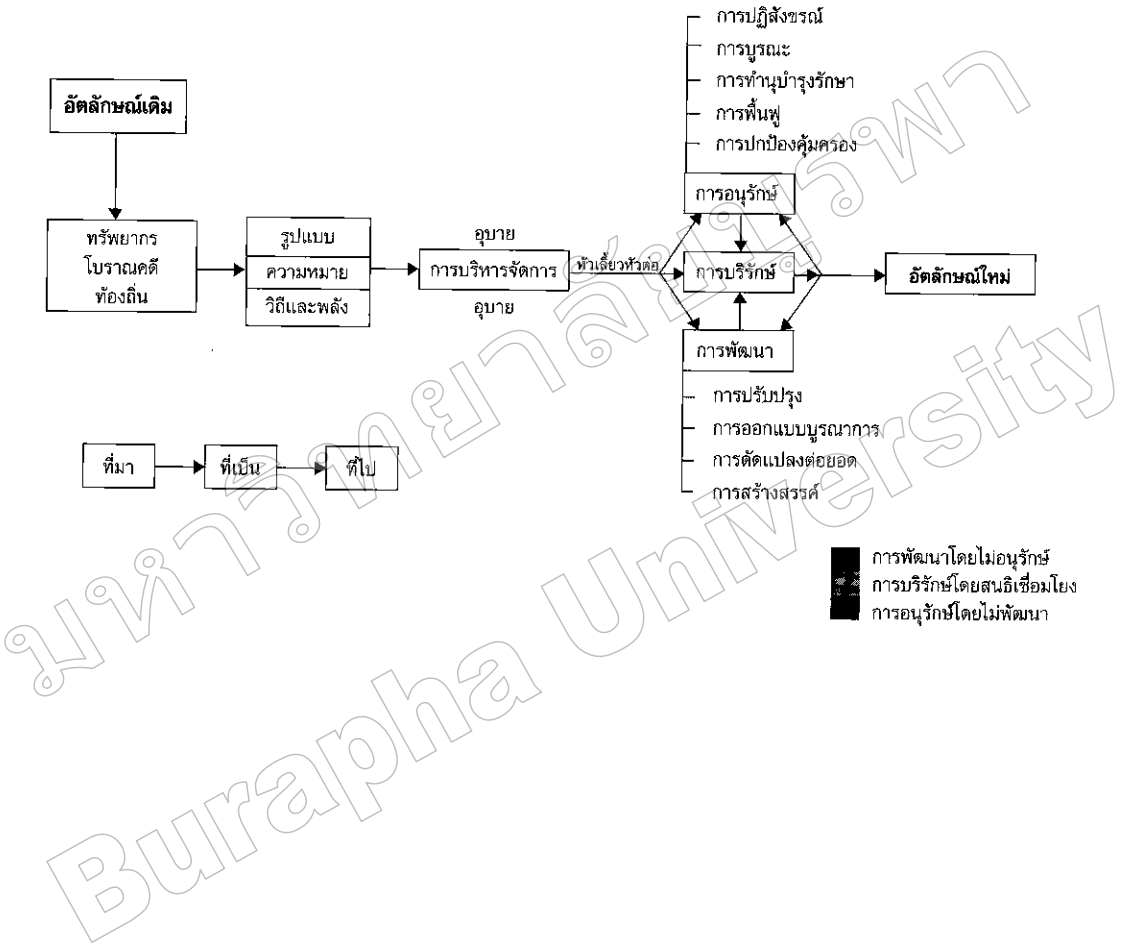 การปฏิสังขรณ์
การบูรณะ
การทำนุบำรุงรักษา
การฟื้นฟู
การปกป้องคุ้มครอง
อัตลักษณ์เดิม
การอนุรักษ์
ทรัพยากร
โบราณคดี
ท้องถิ่น
รูปแบบ
ความหมาย
วิถีและพลัง
อุบาย
การบริหารจัดการ
อุบาย
หัวเลี้ยวหัวต่อ
การบริรักษ์
อัตลักษณ์ใหม่
การพัฒนา
การปรับปรุง
การออกแบบบูรณาการ
การดัดแปลงต่อยอด
การสร้างสรรค์
ที่มา
ที่เป็น
ที่ไป
การพัฒนาโดยไม่อนุรักษ์
การบริรักษ์โดยสนธิเชื่อมโยง
การอนุรักษ์โดยไม่พัฒนา
มหาวิทยาลัยบูรพา
Burapha University